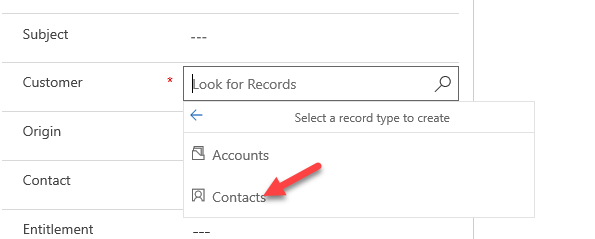 Subject ---
Customer * Look for Records
Select a record type to create
Origin
Accounts
Contact
Contacts
Entitlement ---